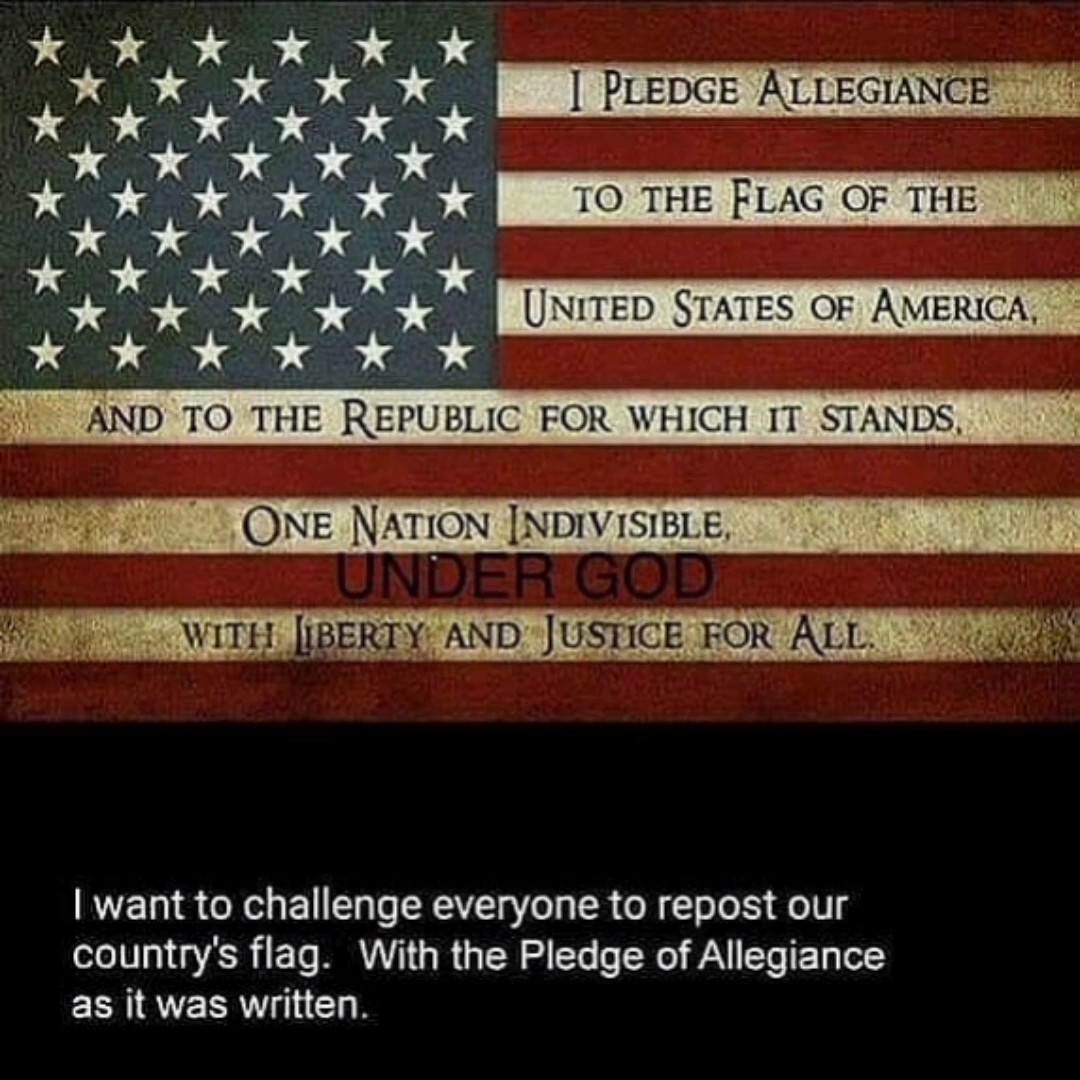 I PLEDGE ALLEGIANCE
TO THE FLAG OF THE
UNITED STATES OF AMERICA,
AND TO THE REPUBLIC FOR WHICH IT STANDS,
ONE NATION INDIVISIBLE,
UNDER GOD
WITH LIBERTY AND JUSTICE FOR ALL.
I want to challenge everyone to repost our
country's flag. With the Pledge of Allegiance
as it was written.